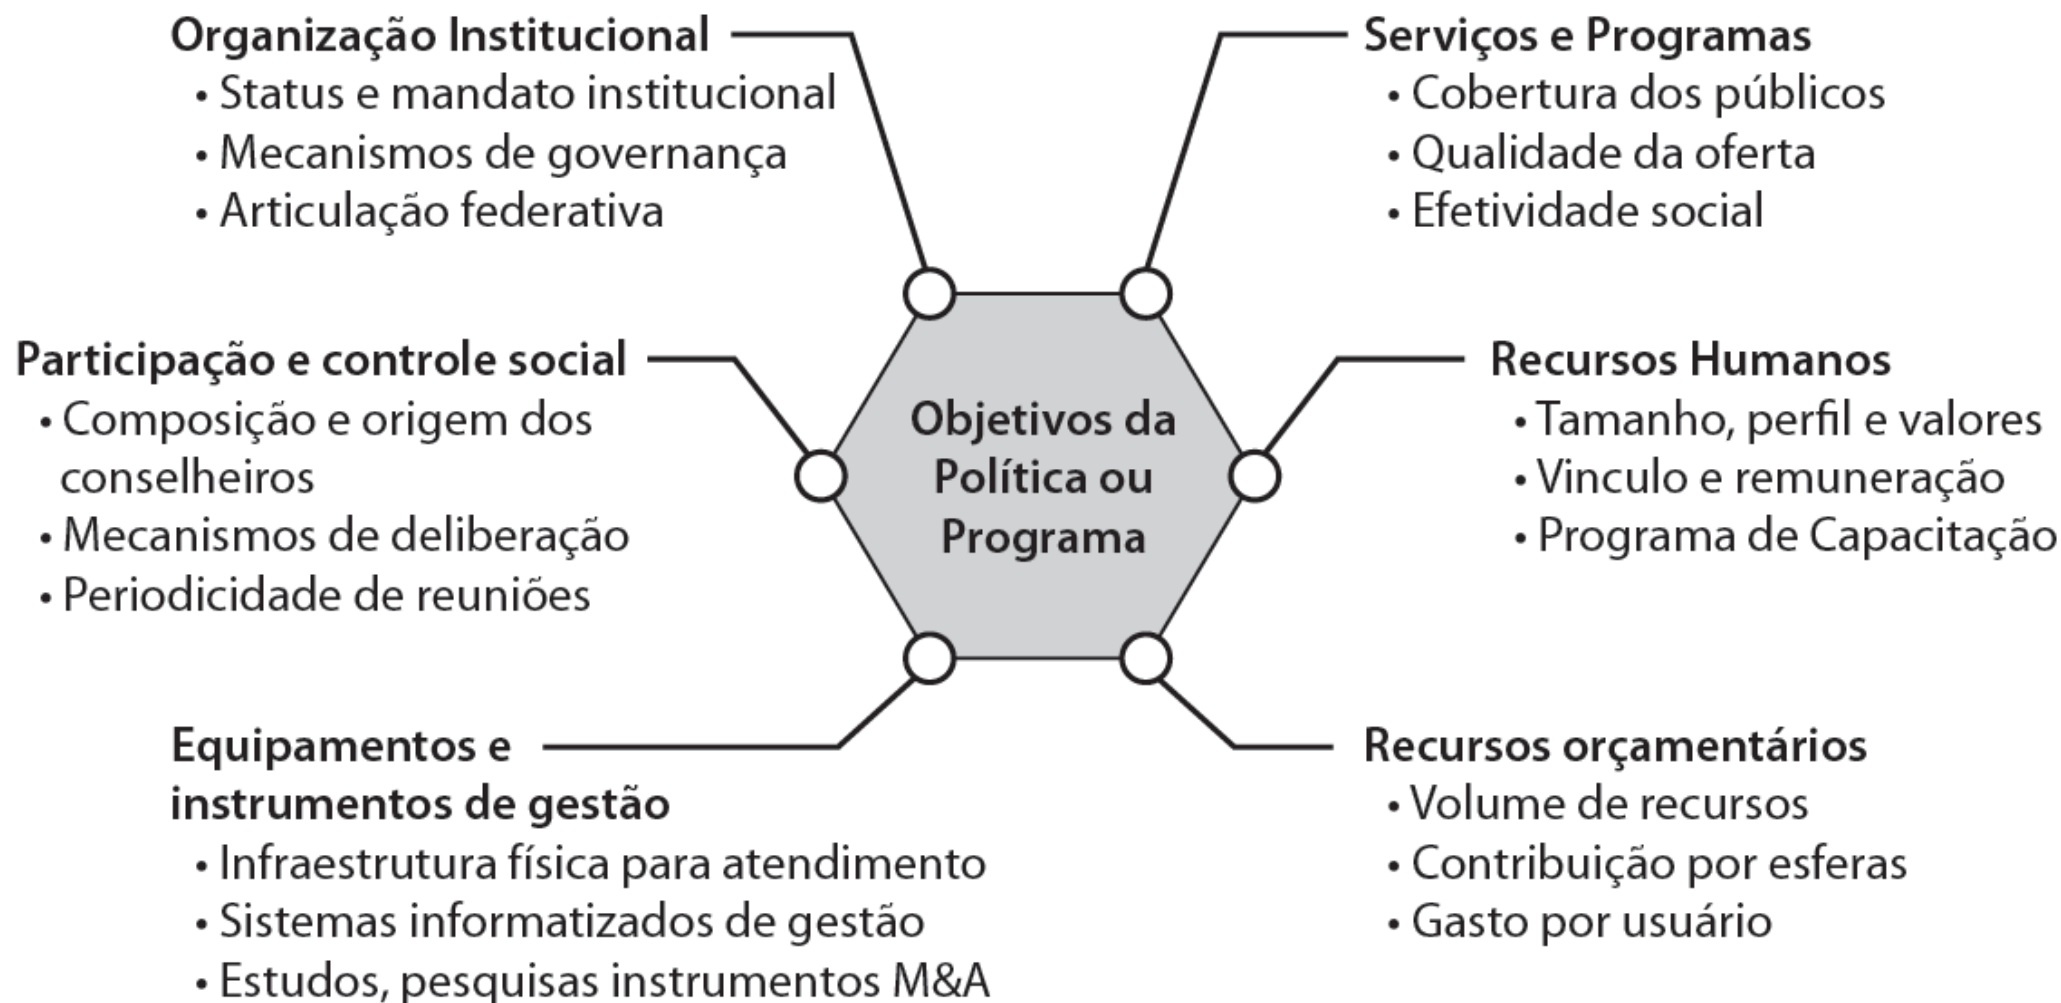 Organização Institucional
• Status e mandato institucional
• Mecanismos de governança
• Articulação federativa
Serviços e Programas
• Cobertura dos públicos
• Qualidade da oferta
• Efetividade social
Participação e controle social
• Composição e origem dos
conselheiros
• Mecanismos de deliberação
• Periodicidade de reuniões
Objetivos da
Política ou
Programa
Recursos Humanos
• Tamanho, perfil e valores
• Vinculo e remuneração
• Programa de Capacitação
Equipamentos e
instrumentos de gestão
• Infraestrutura física para atendimento
• Sistemas informatizados de gestão
• Estudos, pesquisas instrumentos M&A
Recursos orçamentários
• Volume de recursos
• Contribuição por esferas
• Gasto por usuário